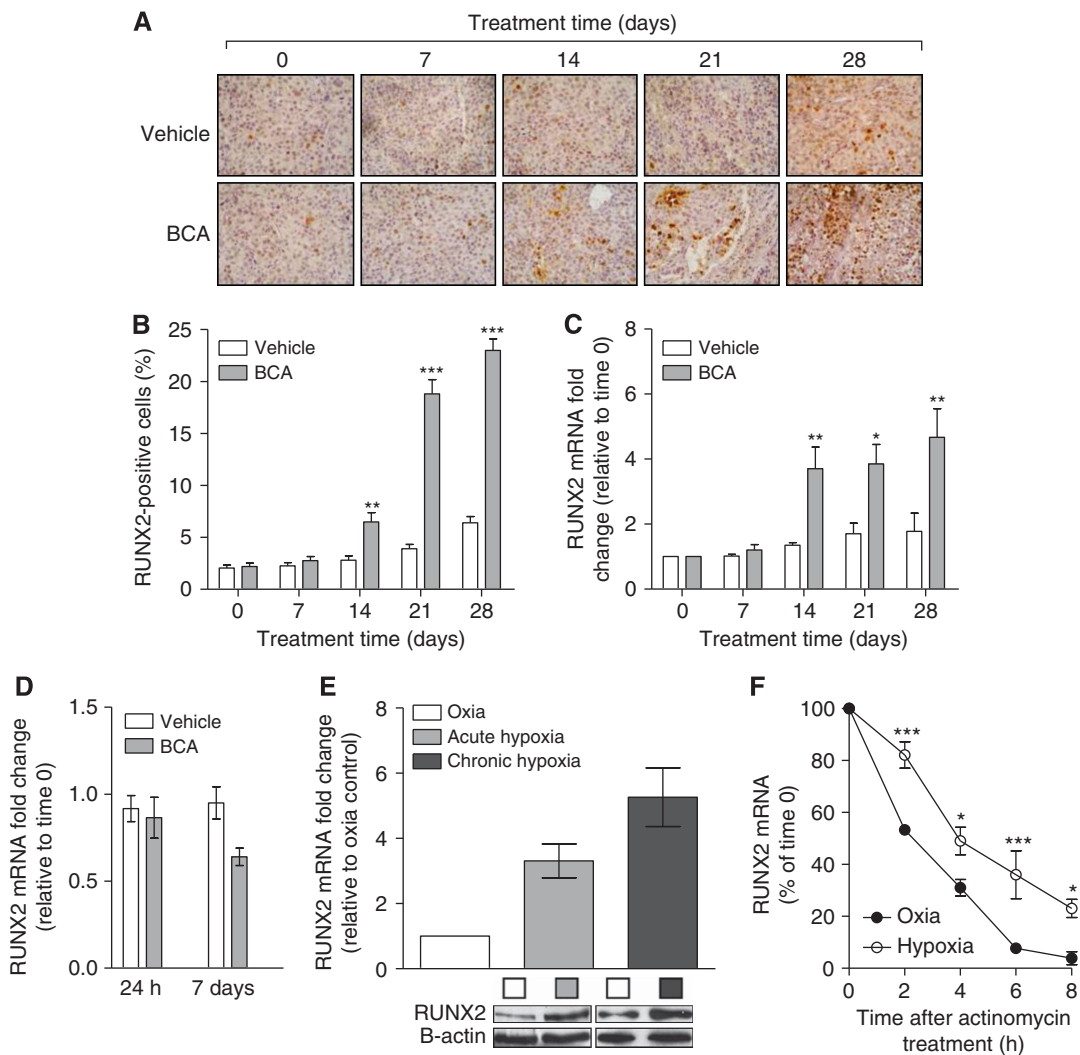 A
Treatment time (days)
0 7 14 21 28
Vehicle
BCA
B
RUNX2-positive cells (%)
25
20
15
10
5
0
Vehicle
BCA
** *** ***
0 7 14 21 28
Treatment time (days)
C
RUNX2 mRNA fold
change (relative to time 0)
8
6
4
2
0
Vehicle
BCA
** * **
0 7 14 21 28
Treatment time (days)
D
RUNX2 mRNA fold change
(relative to time 0)
1.5
1.0
0.5
0.0
Vehicle
BCA
24 h 7 days
E
RUNX2 mRNA fold change
(relative to oxia control)
8
6
4
2
0
Oxia
Acute hypoxia
Chronic hypoxia
RUNX2
B-actin
F
RUNX2 mRNA
(% of time 0)
100
80
60
40
20
0
*** * *** *
Oxia
Hypoxia
0 2 4 6 8
Time after actinomycin
treatment (h)